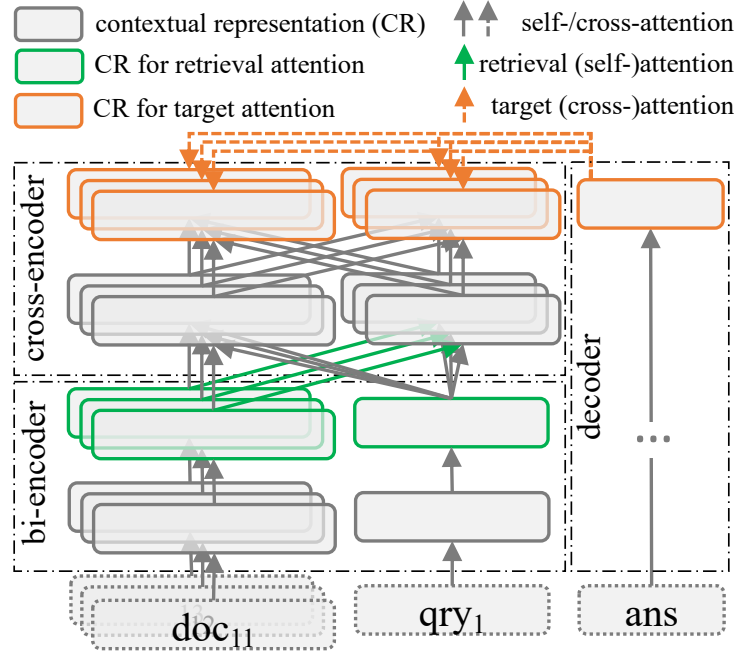 contextual representation (CR)
self-/cross-attention
CR for retrieval attention
retrieval (self-)attention
CR for target attention
target (cross-)attention
cross-encoder
bi-encoder
decoder
...
doc11
qry1
ans